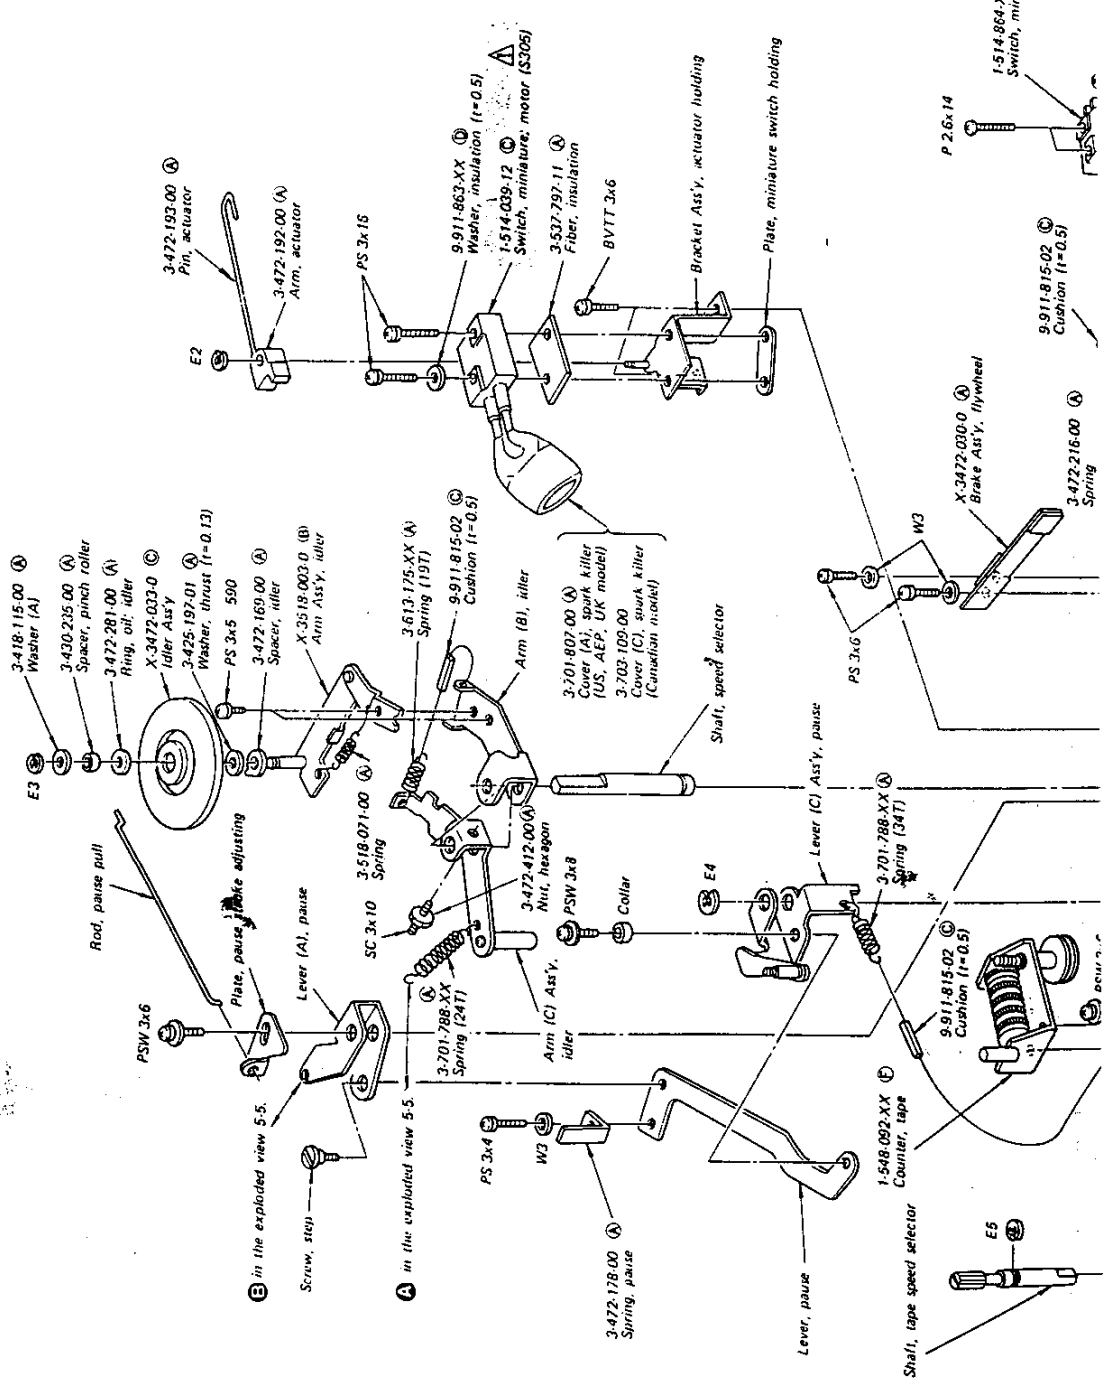 3-418-115-00 Ⓐ
Washer (A)
E3
3-430-235-00 Ⓐ
Spacer, pinch roller
3-472-281-00 Ⓐ
Ring, oil; idler
X-3472-033-0 Ⓒ
Idler Ass'y
3-425-197-01 Ⓐ
Washer, thrust (t=0.13)
PS 3x5 590
3-472-169-00 Ⓐ
Spacer, idler
X-3519-003-0 Ⓑ
Arm Ass'y, idler
3-518-071-00 Ⓐ
Spring
3-613-175-XX Ⓐ
Spring (19T)
9-911-815-02 Ⓒ
Cushion (t=0.5)
Arm (B), idler
3-472-193-00 Ⓐ
Pin, actuator
3-472-192-00 Ⓐ
Arm, actuator
E2
PS 3x15
9-911-863-XX Ⓓ
Washer, insulation (t=0.5)
1-514-039-12 Ⓒ
Switch, miniature; motor (S305)
3-537-797-11 Ⓐ
Fiber, insulation
BVTT 3x6
Bracket Ass'y, actuator holding
Plate, miniature switch holding
3-701-807-00 Ⓐ
Cover (A), spark killer
(US, AEP, UK model)
3-703-109-00
Cover (C), spark killer
(Canadian model)
Shaft, speed selector
Rod, pause pull
Plate, pause stroke adjusting
PSW 3x6
Lever (A), pause
Ⓑ in the exploded view 5-5.
Screw, step
Ⓐ in the exploded view 5-5.
SC 3x10
3-472-412-00 Ⓐ
Nut, hexagon
Ⓐ
3-701-788-XX
Spring (24T)
Arm (C) Ass'y,
idler
PSW 3x8
Collar
E4
Lever (C) Ass'y, pause
3-701-788-XX Ⓐ
Spring (34T)
PS 3x4
W3
3-472-178-00 Ⓐ
Spring, pause
Lever, pause
9-911-815-02 Ⓒ
Cushion (t=0.5)
1-548-092-XX Ⓕ
Counter, tape
Shaft, tape speed selector
E5
PS 3x6
W3
X-3472-030-0 Ⓐ
Brake Ass'y, flywheel
3-472-216-00 Ⓐ
Spring
9-911-815-02 Ⓒ
Cushion (t=0.5)
P 2.6x14
1-514-864-
Switch,
PSW